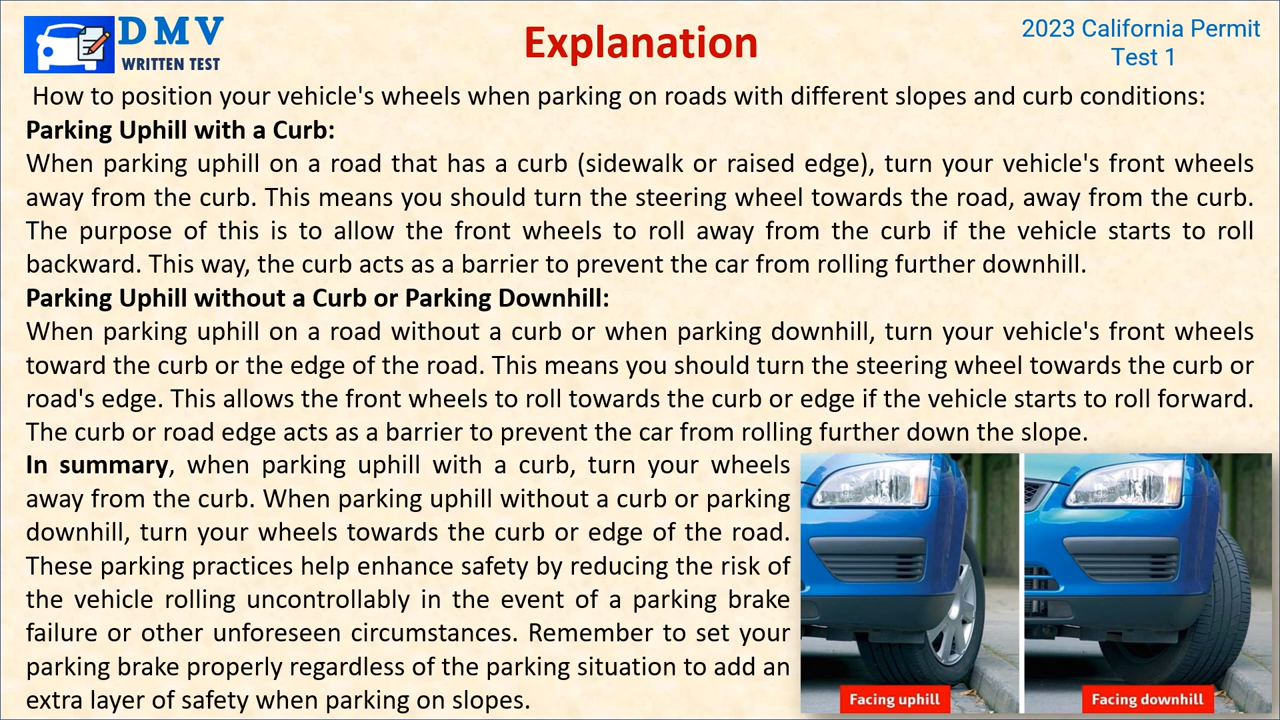 DMV
WRITTEN TEST
Explanation
2023 California Permit
Test 1
How to position your vehicle's wheels when parking on roads with different slopes and curb conditions:
Parking Uphill with a Curb:
When parking uphill on a road that has a curb (sidewalk or raised edge), turn your vehicle's front wheels
away from the curb. This means you should turn the steering wheel towards the road, away from the curb.
The purpose of this is to allow the front wheels to roll away from the curb if the vehicle starts to roll
backward. This way, the curb acts as a barrier to prevent the car from rolling further downhill.
Parking Uphill without a Curb or Parking Downhill:
When parking uphill on a road without a curb or when parking downhill, turn your vehicle's front wheels
toward the curb or the edge of the road. This means you should turn the steering wheel towards the curb or
road's edge. This allows the front wheels to roll towards the curb or edge if the vehicle starts to roll forward.
The curb or road edge acts as a barrier to prevent the car from rolling further down the slope.
In summary, when parking uphill with a curb, turn your wheels
away from the curb. When parking uphill without a curb or parking
downhill, turn your wheels towards the curb or edge of the road.
These parking practices help enhance safety by reducing the risk of
the vehicle rolling uncontrollably in the event of a parking brake
failure or other unforeseen circumstances. Remember to set your
parking brake properly regardless of the parking situation to add an
extra layer of safety when parking on slopes.
Facing uphill
Facing downhill